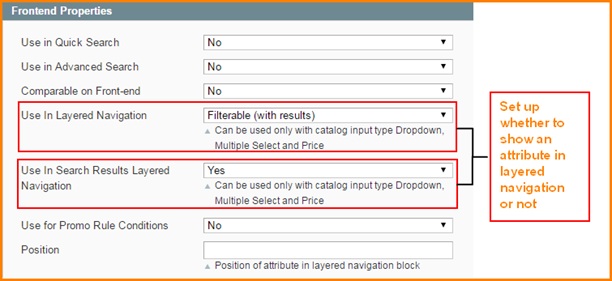 Frontend Properties
Use in Quick Search
No
Use in Advanced Search
No
Comparable on Front-end
No
Use In Layered Navigation
Filterable (with results)
▲ Can be used only with catalog input type Dropdown,
Multiple Select and Price
Use In Search Results Layered
Navigation
Yes
▲ Can be used only with catalog input type Dropdown,
Multiple Select and Price
Use for Promo Rule Conditions
No
Position
▲ Position of attribute in layered navigation block
Set up
whether to
show an
attribute in
layered
navigation
or not